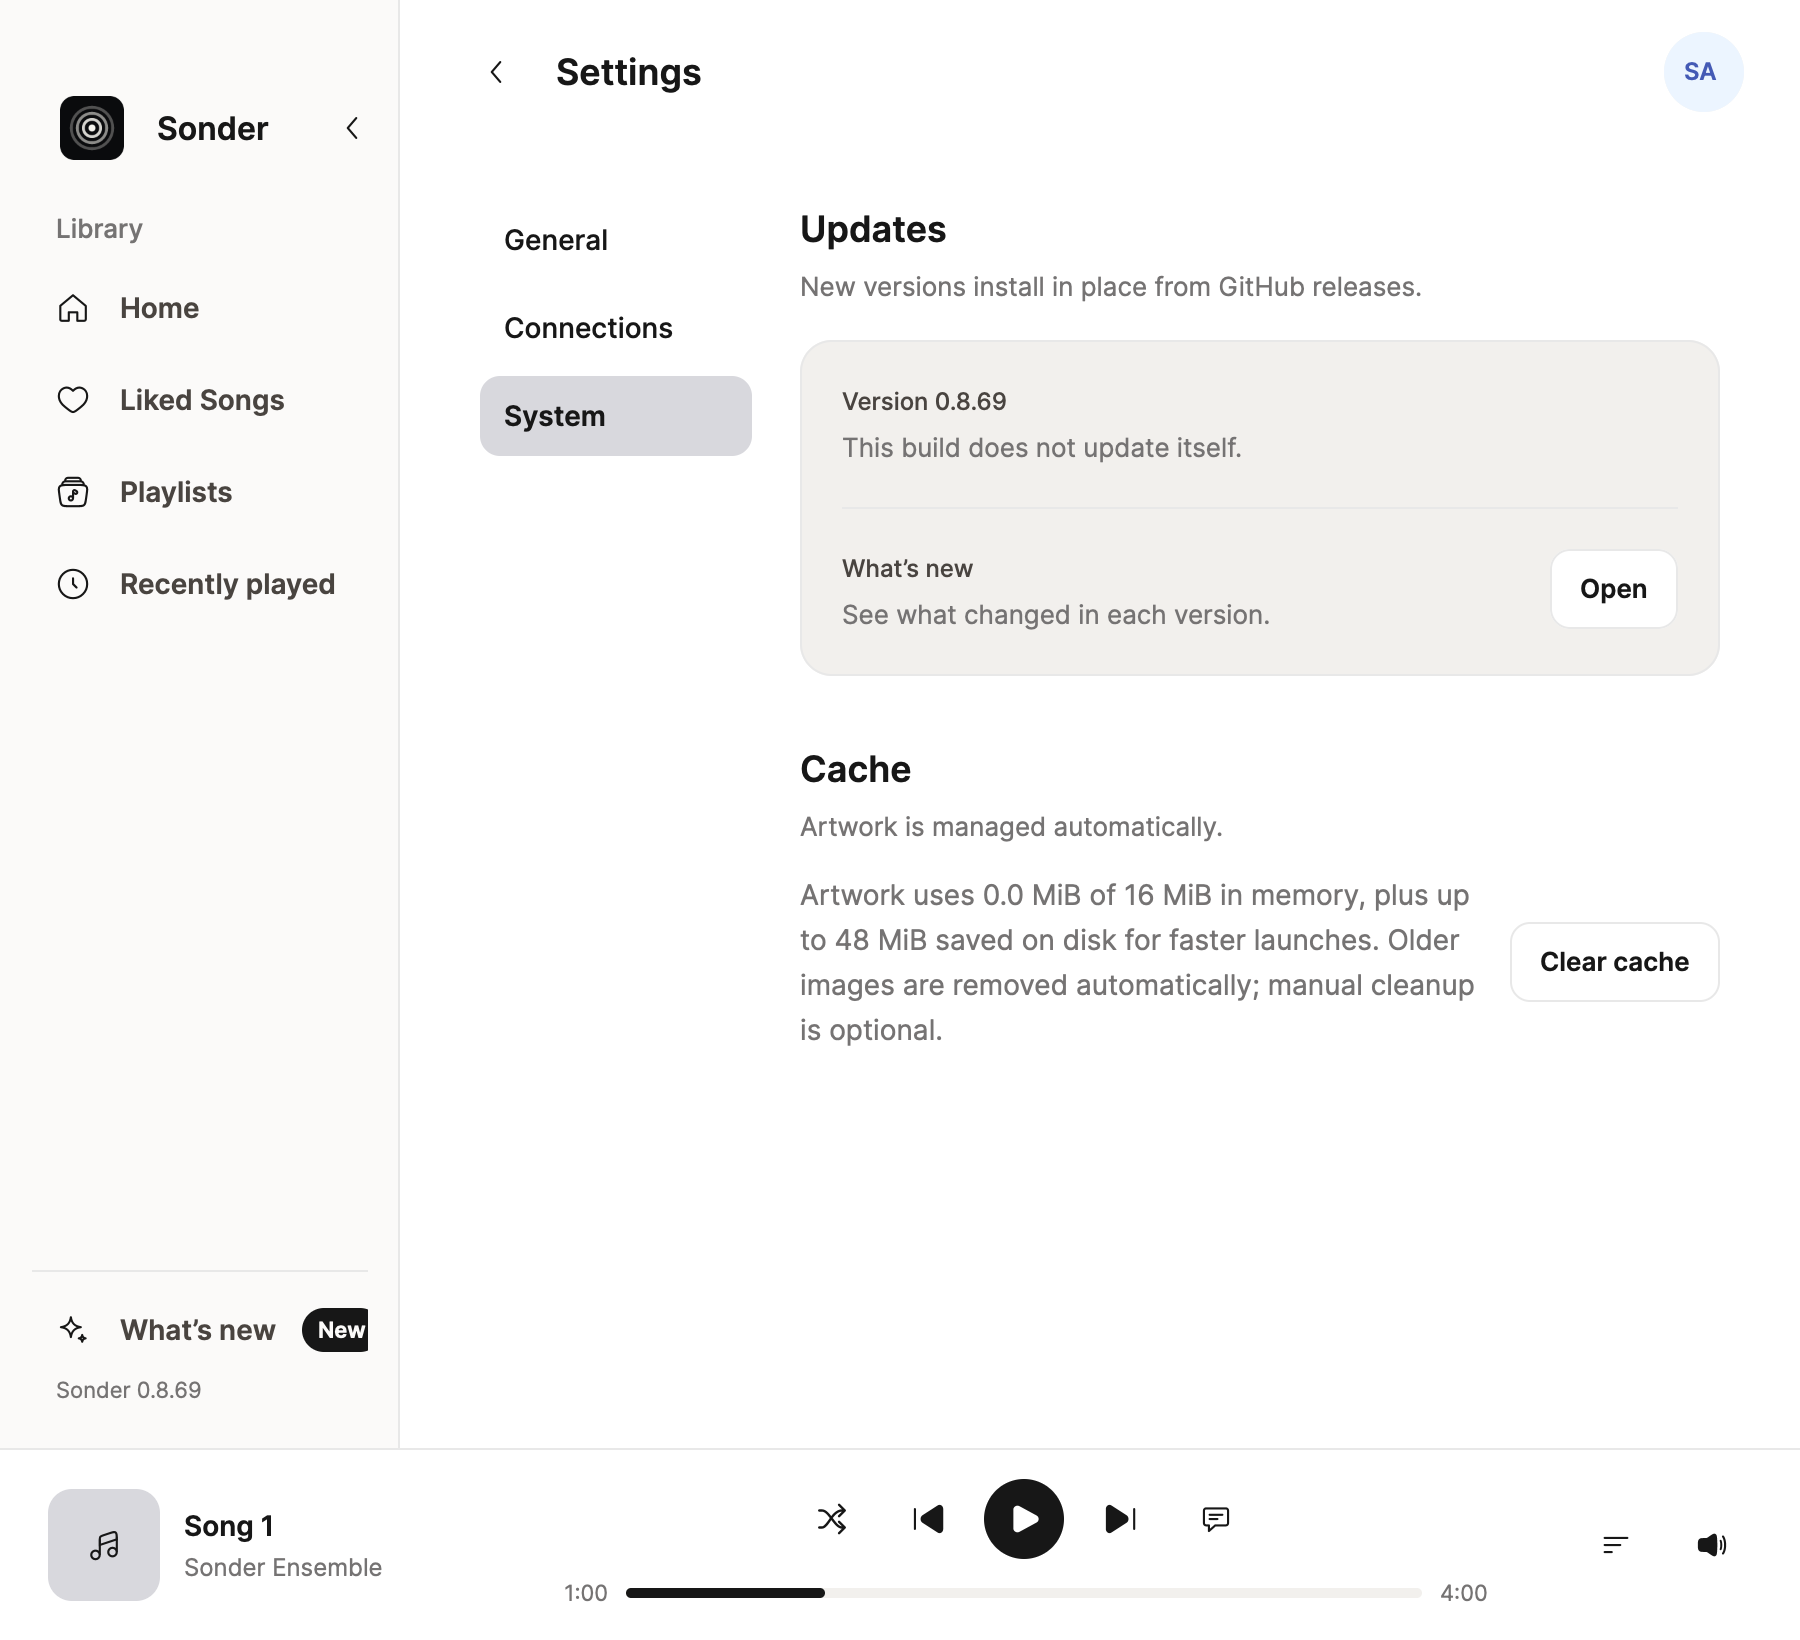 Sonder
Library
Home
Liked Songs
Playlists
Recently played
What’s new
New
Sonder 0.8.69
Settings
SA
General
Connections
System
Updates
New versions install in place from GitHub releases.
Version 0.8.69
This build does not update itself.
What’s new
See what changed in each version.
Open
Cache
Artwork is managed automatically.
Artwork uses 0.0 MiB of 16 MiB in memory, plus up
to 48 MiB saved on disk for faster launches. Older
images are removed automatically; manual cleanup
is optional.
Clear cache
Song 1
Sonder Ensemble
1:00
4:00